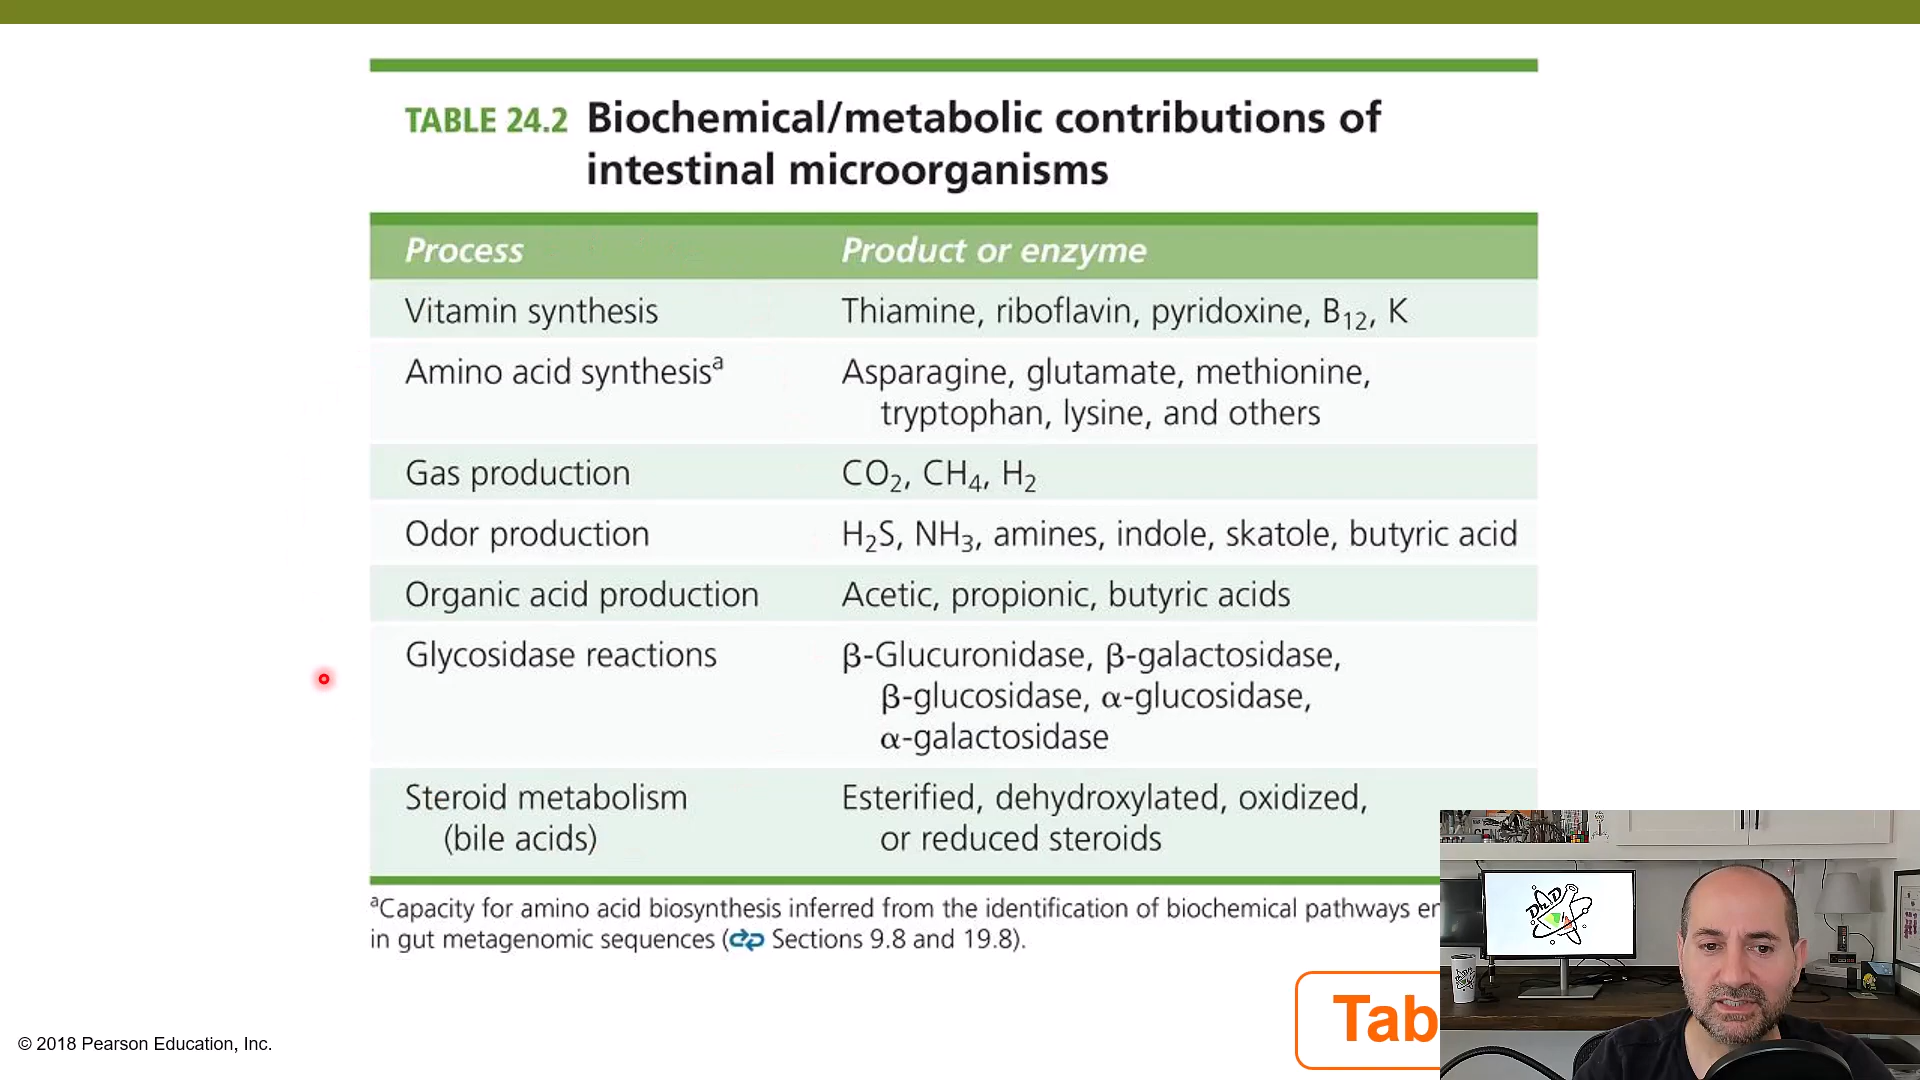 TABLE 24.2 Biochemical/metabolic contributions of
intestinal microorganisms
Process Product or enzyme
Vitamin synthesis Thiamine, riboflavin, pyridoxine, B₁₂, K
Amino acid synthesisᵃ Asparagine, glutamate, methionine,
tryptophan, lysine, and others
Gas production CO₂, CH₄, H₂
Odor production H₂S, NH₃, amines, indole, skatole, butyric acid
Organic acid production Acetic, propionic, butyric acids
Glycosidase reactions β-Glucuronidase, β-galactosidase,
β-glucosidase, α-glucosidase,
α-galactosidase
Steroid metabolism Esterified, dehydroxylated, oxidized,
(bile acids) or reduced steroids
ᵃCapacity for amino acid biosynthesis inferred from the identification of biochemical pathways en
in gut metagenomic sequences (Sections 9.8 and 19.8).
Tab
© 2018 Pearson Education, Inc.